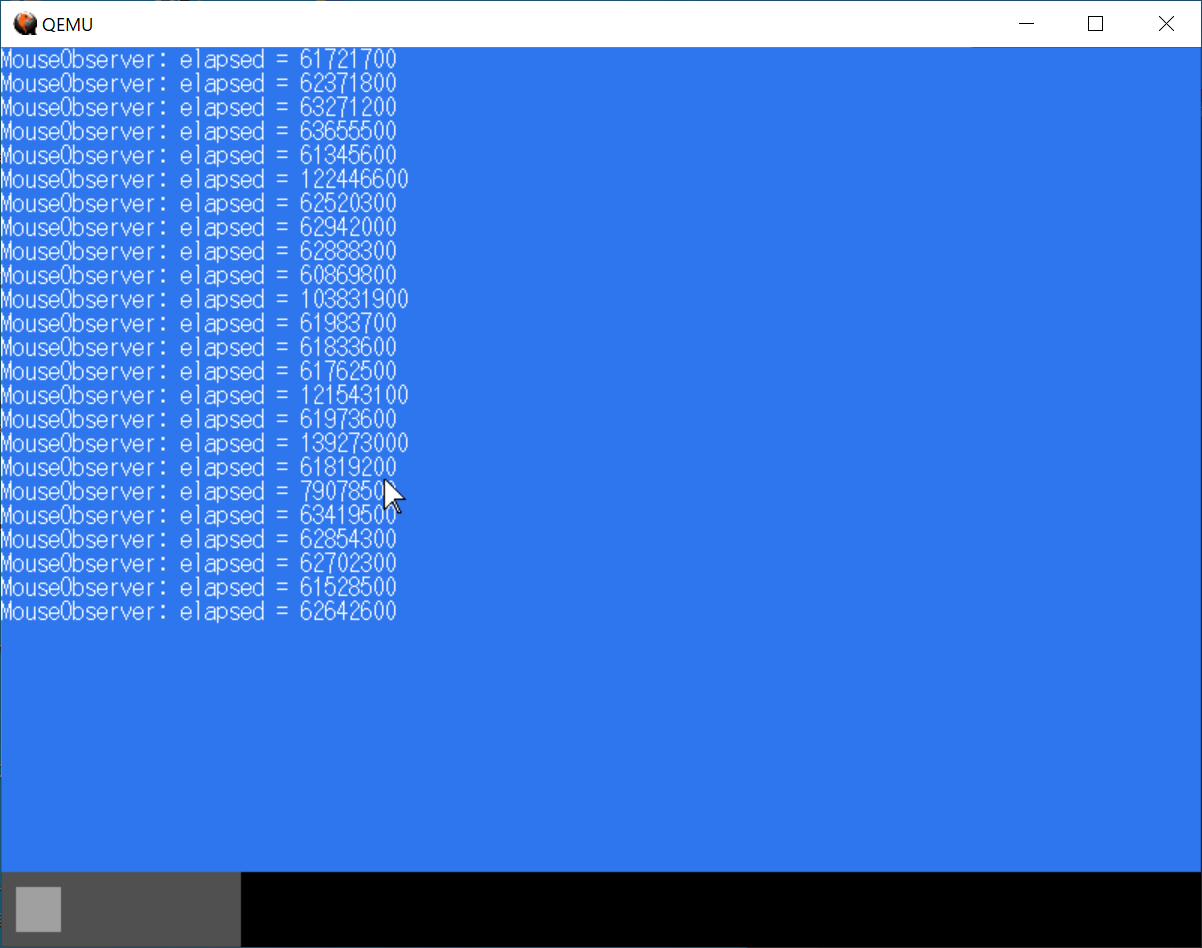 QEMU
MouseObserver: elapsed = 61721700
MouseObserver: elapsed = 62371800
MouseObserver: elapsed = 63271200
MouseObserver: elapsed = 63655500
MouseObserver: elapsed = 61345600
MouseObserver: elapsed = 122446600
MouseObserver: elapsed = 62520300
MouseObserver: elapsed = 62942000
MouseObserver: elapsed = 62888300
MouseObserver: elapsed = 60869800
MouseObserver: elapsed = 103831900
MouseObserver: elapsed = 61983700
MouseObserver: elapsed = 61833600
MouseObserver: elapsed = 61762500
MouseObserver: elapsed = 121543100
MouseObserver: elapsed = 61973600
MouseObserver: elapsed = 139273000
MouseObserver: elapsed = 61819200
MouseObserver: elapsed = 79078500
MouseObserver: elapsed = 63419500
MouseObserver: elapsed = 62854300
MouseObserver: elapsed = 62702300
MouseObserver: elapsed = 61528500
MouseObserver: elapsed = 62642600